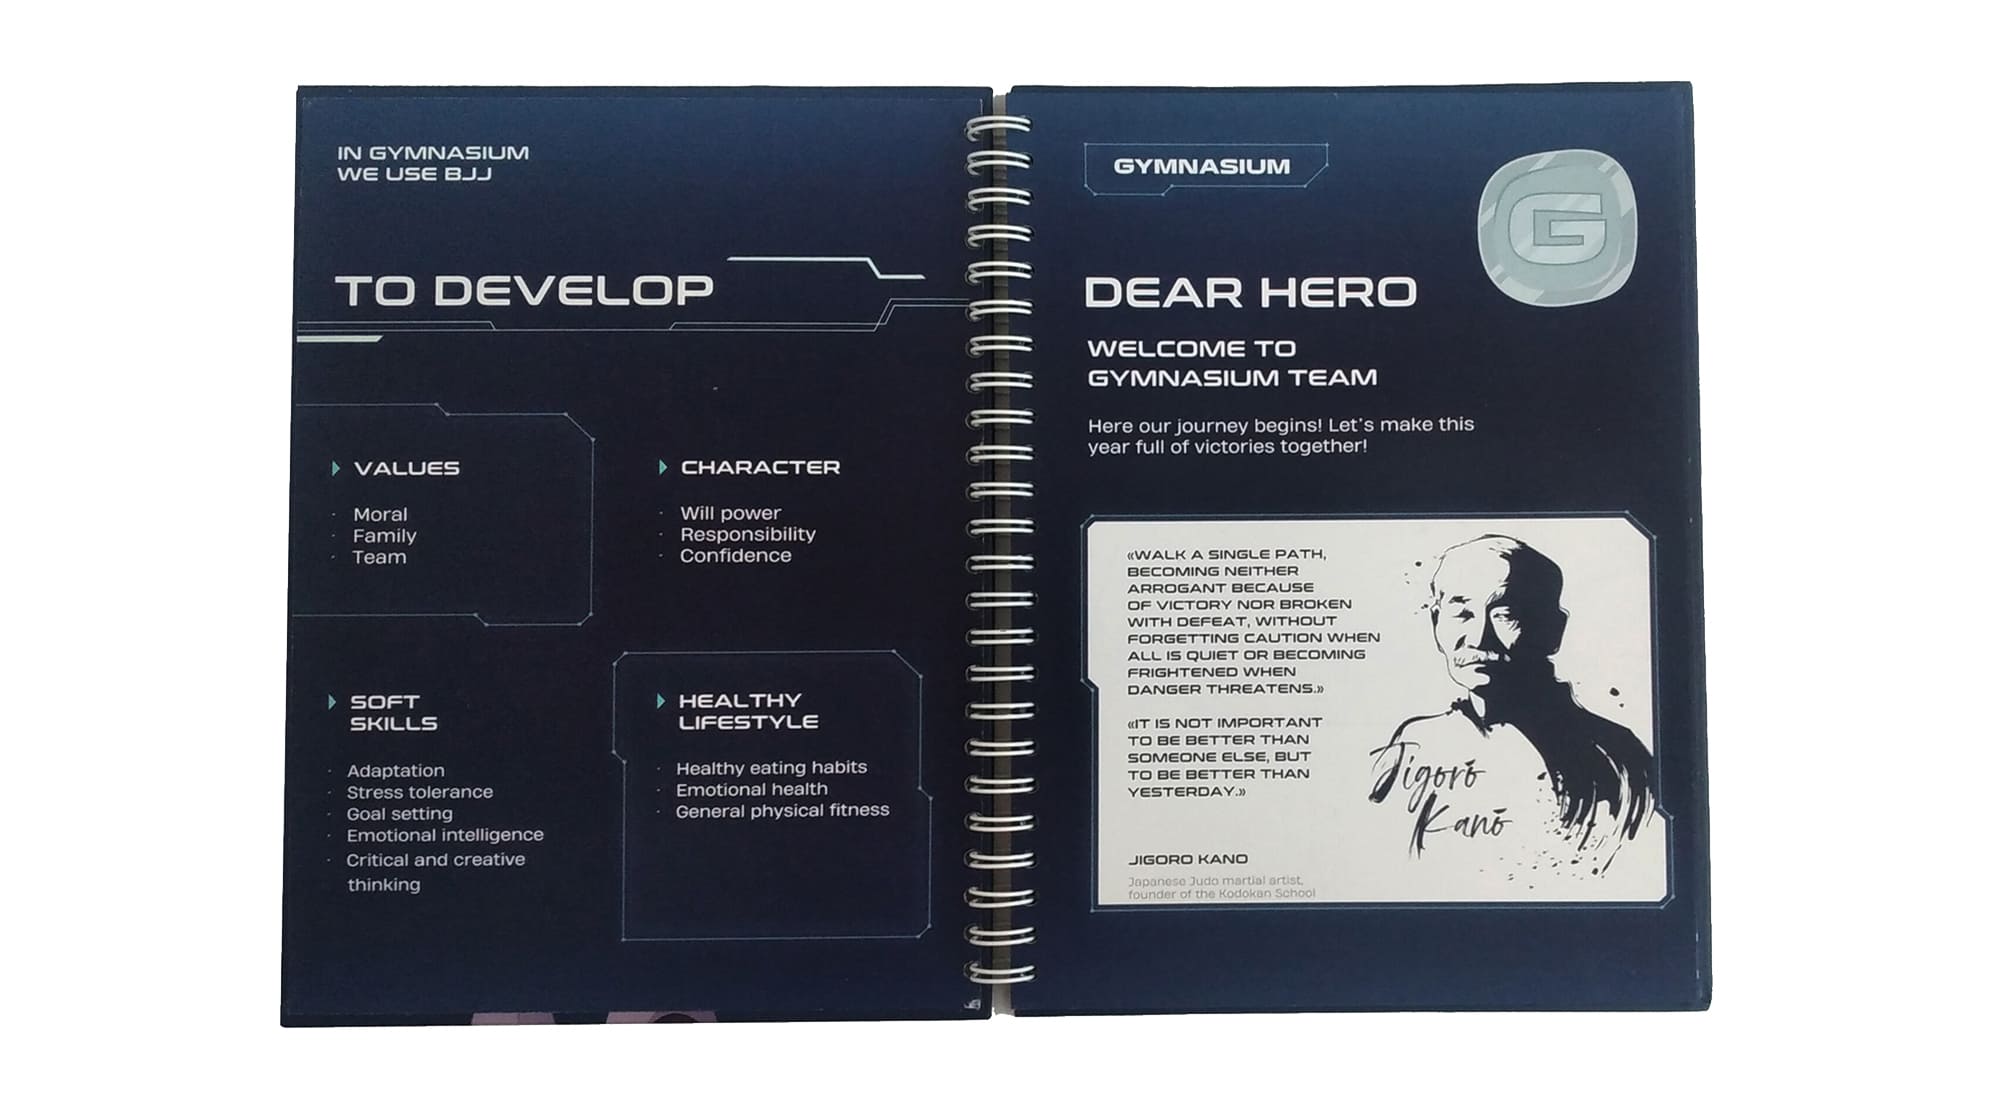 IN GYMNASIUM
WE USE BJJ
TO DEVELOP
VALUES
· Moral
· Family
· Team
CHARACTER
· Will power
· Responsibility
· Confidence
SOFT
SKILLS
· Adaptation
· Stress tolerance
· Goal setting
· Emotional intelligence
· Critical and creative
thinking
HEALTHY
LIFESTYLE
· Healthy eating habits
· Emotional health
· General physical fitness
GYMNASIUM
G
DEAR HERO
WELCOME TO
GYMNASIUM TEAM
Here our journey begins! Let's make this
year full of victories together!
«WALK A SINGLE PATH,
BECOMING NEITHER
ARROGANT BECAUSE
OF VICTORY NOR BROKEN
WITH DEFEAT, WITHOUT
FORGETTING CAUTION WHEN
ALL IS QUIET OR BECOMING
FRIGHTENED WHEN
DANGER THREATENS.»
«IT IS NOT IMPORTANT
TO BE BETTER THAN
SOMEONE ELSE, BUT
TO BE BETTER THAN
YESTERDAY.»
Jigorō
Kanō
JIGORO KANO
Japanese Judo martial artist,
founder of the Kodokan School